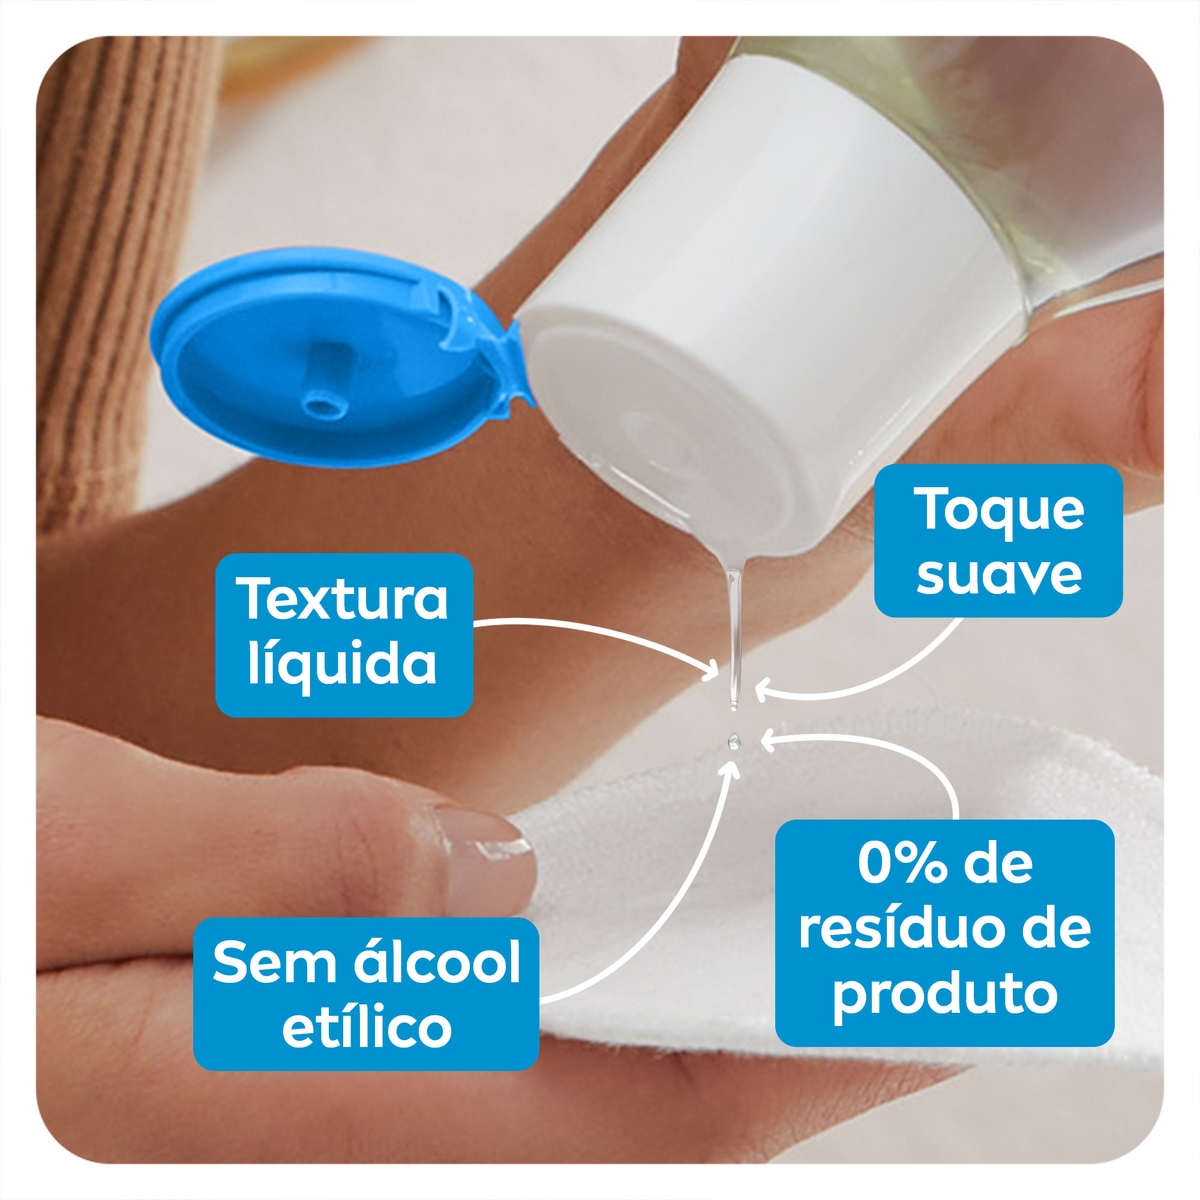 Toque
suave
Textura
líquida
0% de
resíduo de
produto
Sem álcool
etílico